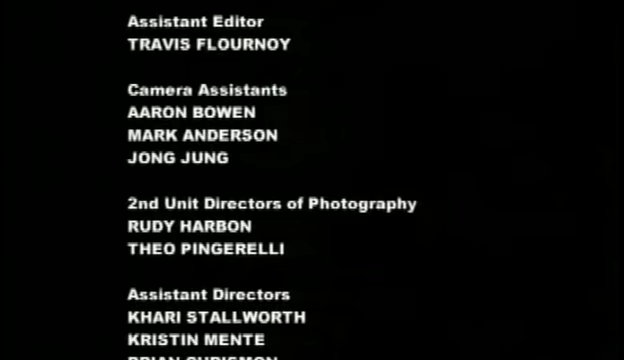 Assistant Editor
TRAVIS FLOURNOY
Camera Assistants
AARON BOWEN
MARK ANDERSON
JONG JUNG
2nd Unit Directors of Photography
RUDY HARBON
THEO PINGERELLI
Assistant Directors
KHARI STALLWORTH
KRISTIN MENTE
BRIAN